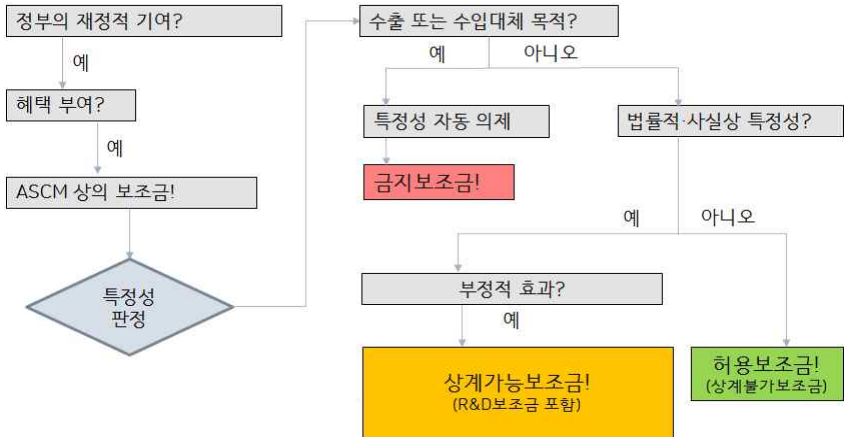 정부의 재정적 기여?
예
혜택 부여?
예
ASCM 상의 보조금!
특정성
판정
수출 또는 수입대체 목적?
예
아니오
특정성 자동 의제
금지보조금!
법률적·사실상 특정성?
예
아니오
부정적 효과?
예
상계가능보조금!
(R&D보조금 포함)
허용보조금!
(상계불가보조금)